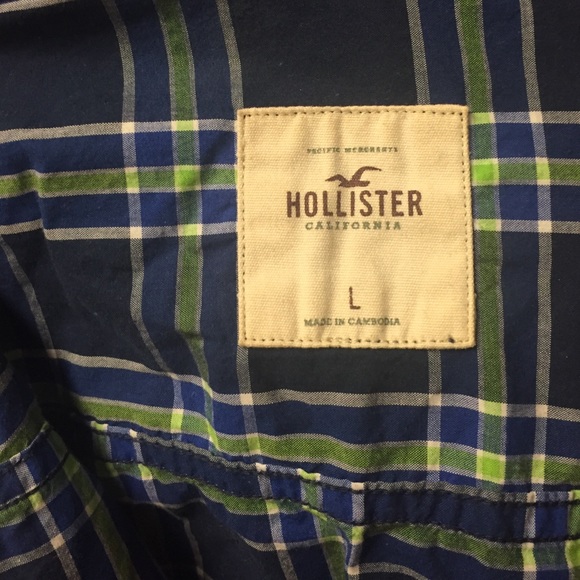 PACIFIC MERCHANTS
HOLLISTER
CALIFORNIA
L
MADE IN CAMBODIA